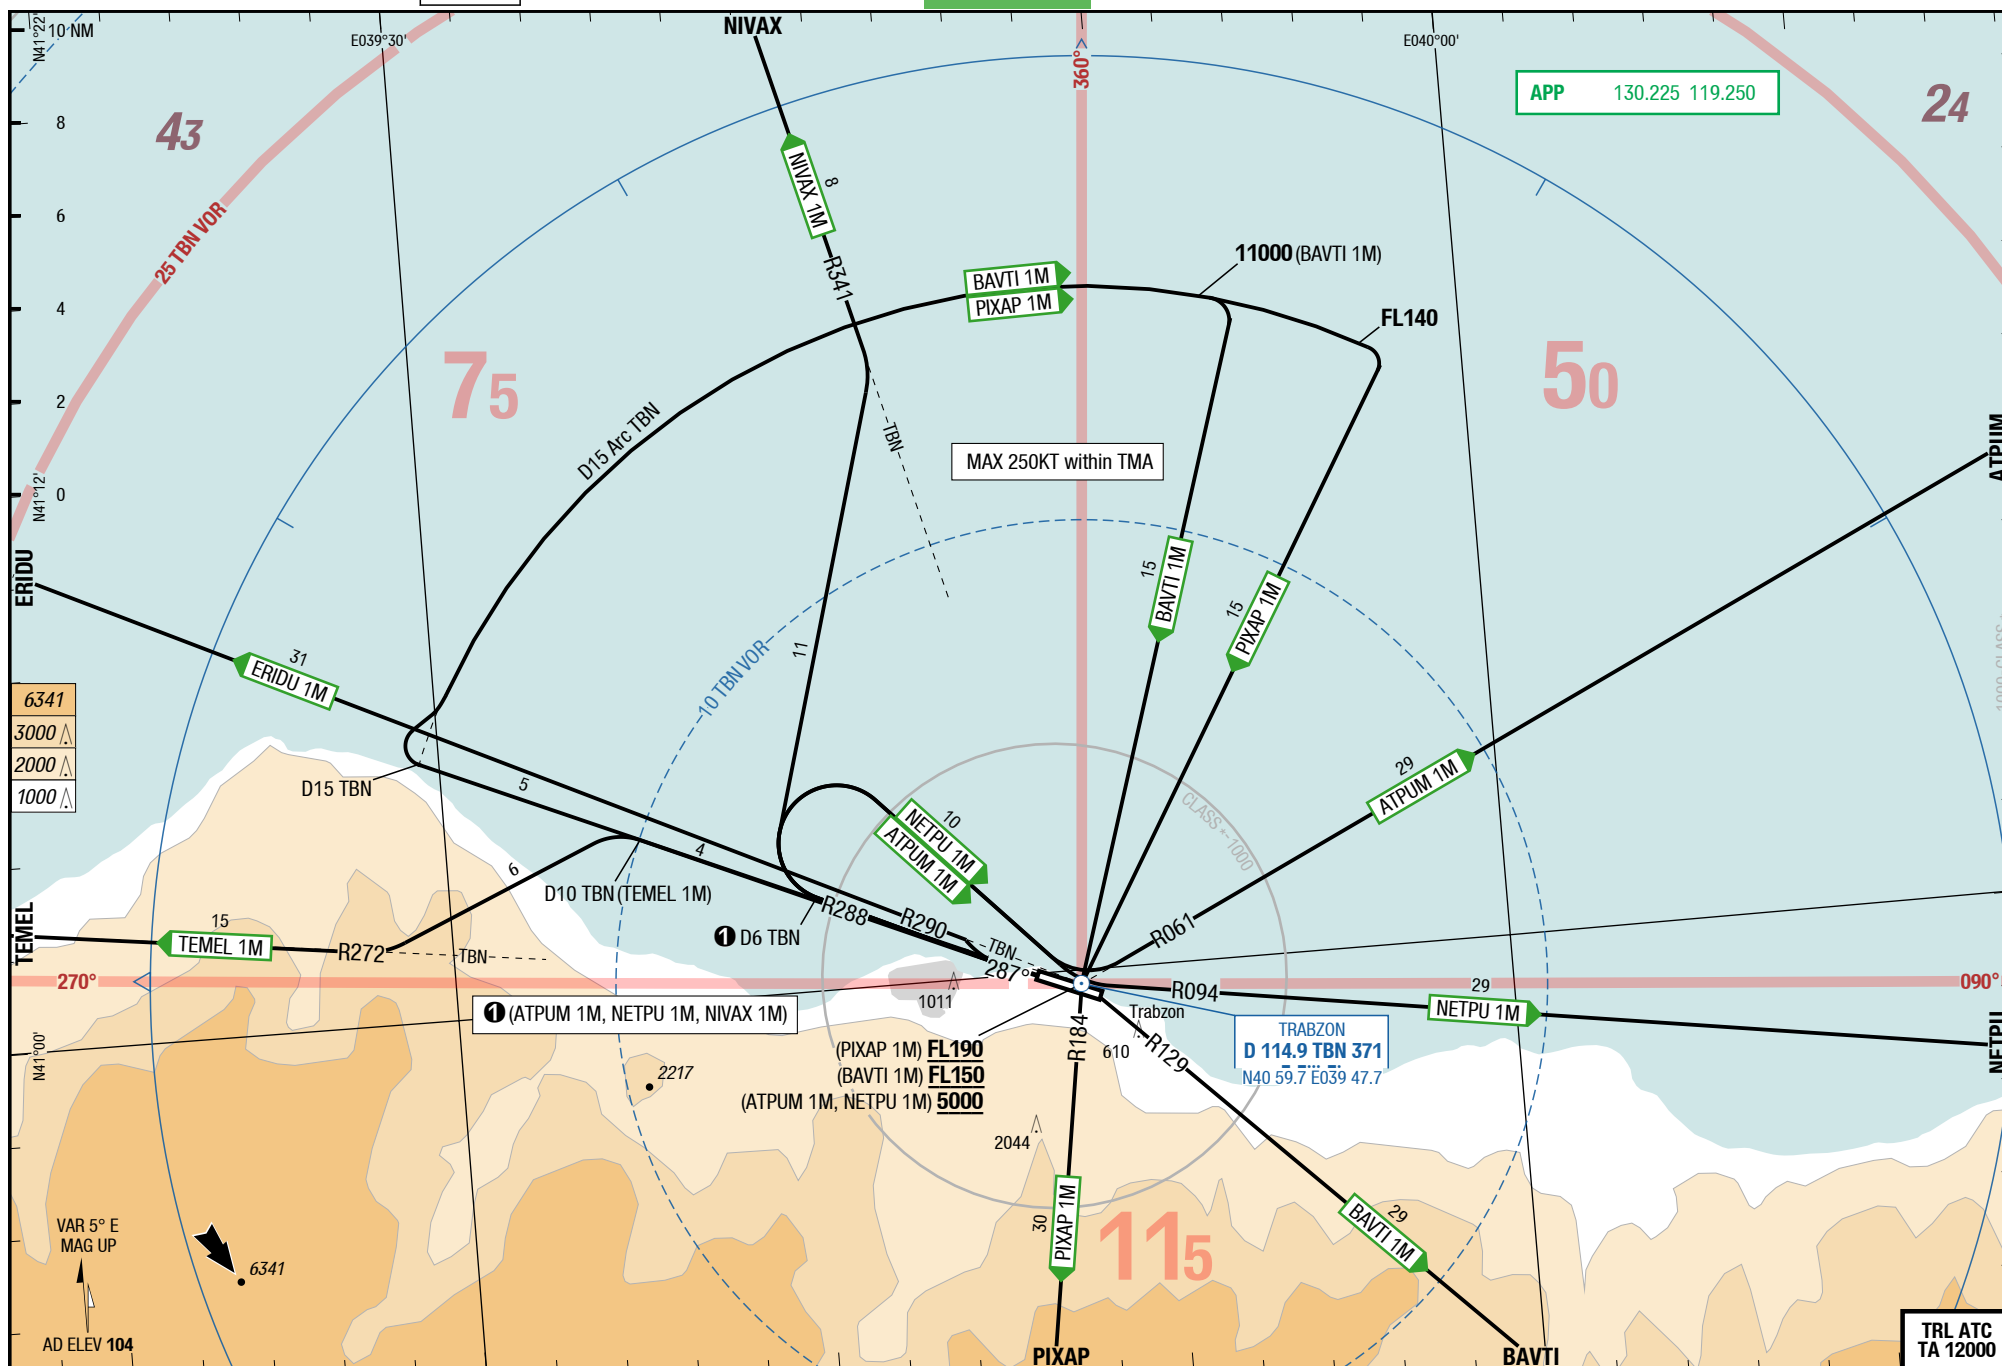 NIVAX
10 NM
N41°22'
E039°30'
360°
E040°00'
APP 130.225 119.250
43
24
8
25 TBN VOR
NIVAX 1M
8
6
R341
11000 (BAVTI 1M)
BAVTI 1M
PIXAP 1M
4
FL140
75
50
2
D15 Arc TBN
TBN
MAX 250KT within TMA
ATPUM
N41°12'
0
ERIDU
15
BAVTI 1M
15
PIXAP 1M
31
ERIDU 1M
11
10 TBN VOR
6341
3000
2000
1000
D15 TBN
5
29
ATPUM 1M
10
NETPU 1M
ATPUM 1M
CLASS
1000
4
6
D10 TBN (TEMEL 1M)
TEMEL
15
TEMEL 1M
R272
TBN
❶ D6 TBN
R288
R290
TBN
287°
R061
270°
090°
R094
29
NETPU 1M
1011
❶ (ATPUM 1M, NETPU 1M, NIVAX 1M)
Trabzon
TRABZON
D 114.9 TBN 371
N40 59.7 E039 47.7
NETPU
N41°00'
(PIXAP 1M) FL190
(BAVTI 1M) FL150
(ATPUM 1M, NETPU 1M) 5000
R184
610
R129
2217
2044
30
PIXAP 1M
115
29
BAVTI 1M
VAR 5° E
MAG UP
6341
AD ELEV 104
PIXAP
BAVTI
TRL ATC
TA 12000